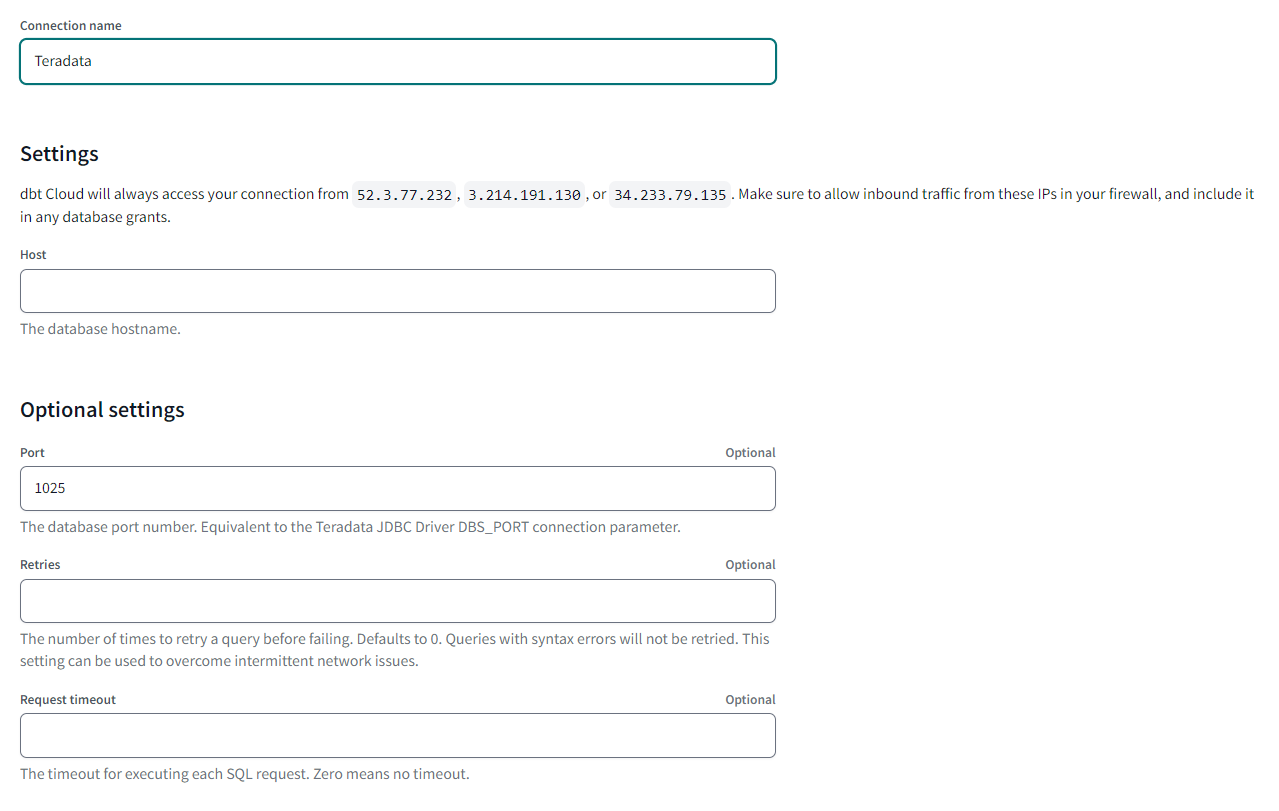 Connection name
Teradata
Settings
dbt Cloud will always access your connection from 52.3.77.232, 3.214.191.130, or 34.233.79.135. Make sure to allow inbound traffic from these IPs in your firewall, and include it
in any database grants.
Host
The database hostname.
Optional settings
Port Optional
1025
The database port number. Equivalent to the Teradata JDBC Driver DBS_PORT connection parameter.
Retries Optional
The number of times to retry a query before failing. Defaults to 0. Queries with syntax errors will not be retried. This
setting can be used to overcome intermittent network issues.
Request timeout Optional
The timeout for executing each SQL request. Zero means no timeout.